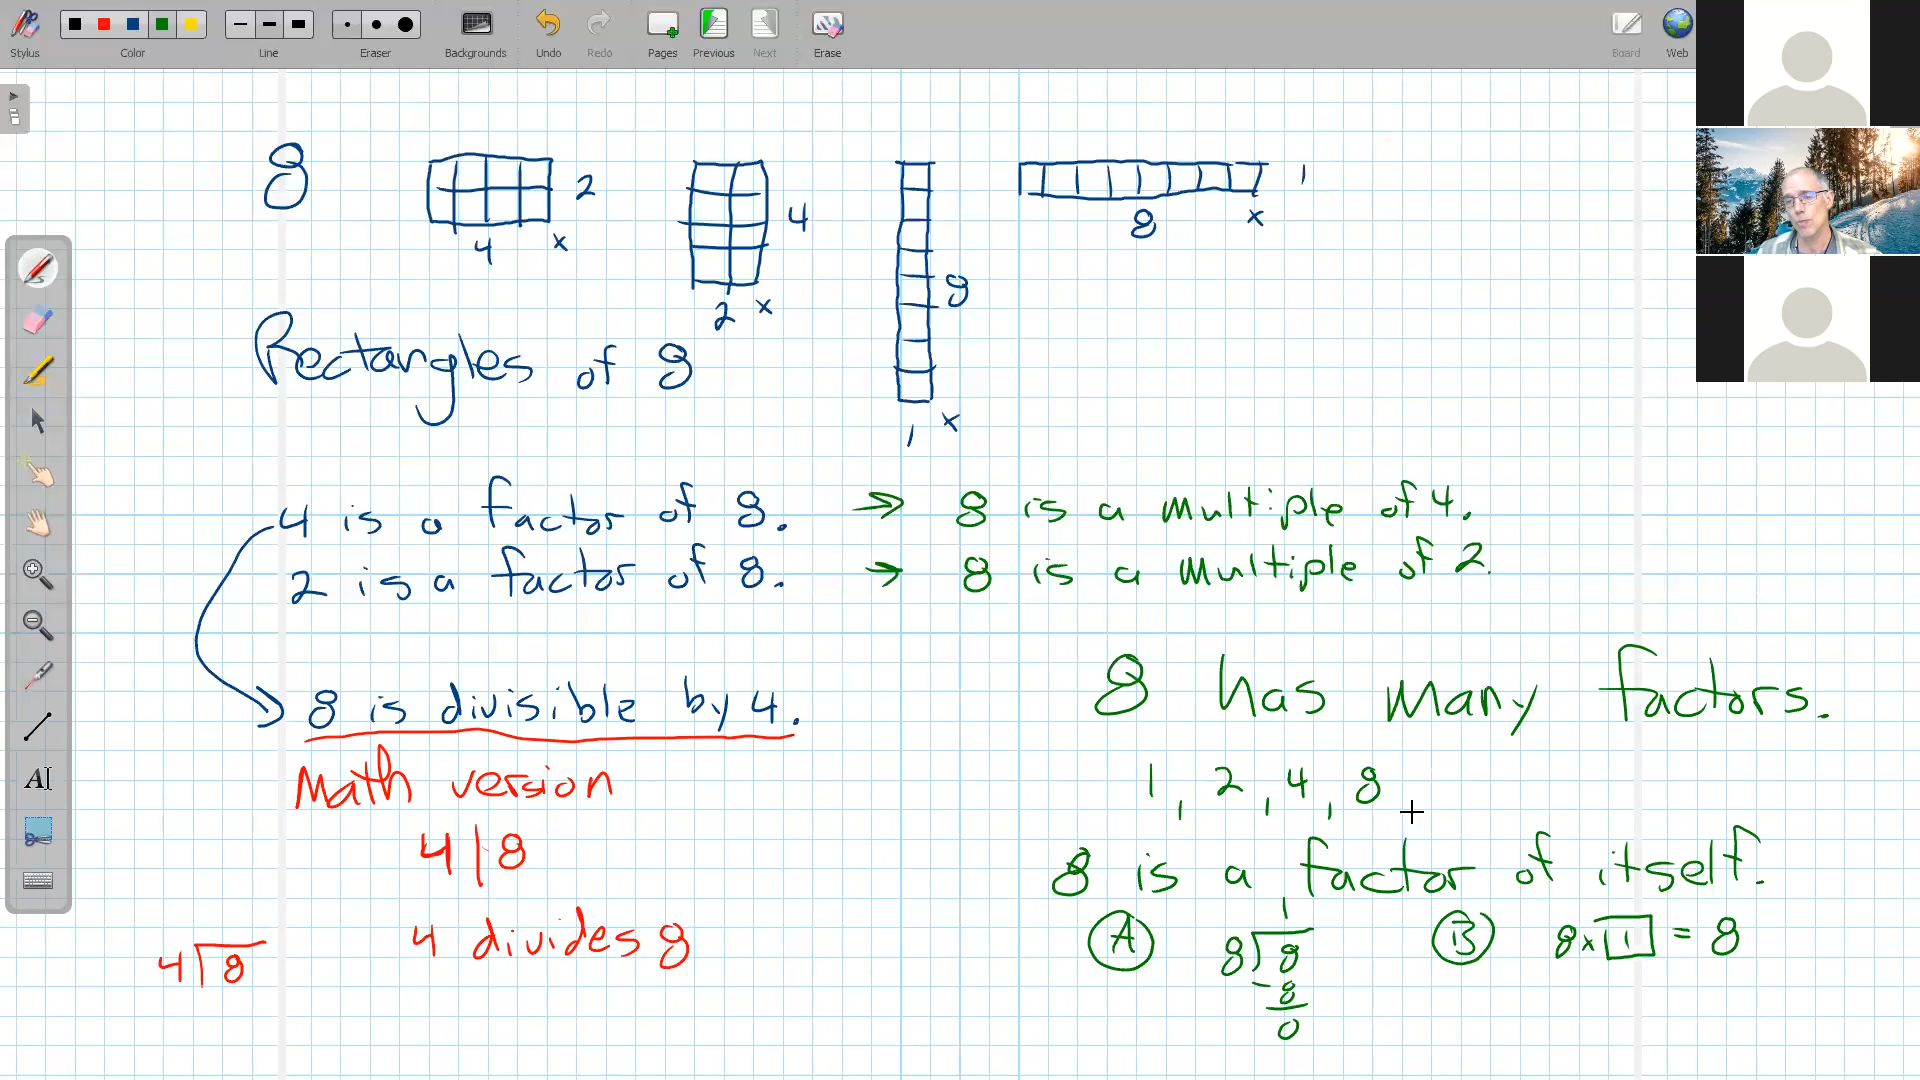 Stylus Color Line Eraser Backgrounds Undo Redo Pages Previous Next Erase Board Web
8
2
4 x
4
2 x
8
1 x
1
8 x
Rectangles of 8
4 is a factor of 8. → 8 is a multiple of 4.
2 is a factor of 8. → 8 is a multiple of 2.
8 is divisible by 4.
Math version
4 | 8
4 divides 8
4 8
8 has many factors.
1, 2, 4, 8
8 is a factor of itself.
A
1
8 8
- 8
0
B 8 x 1 = 8
AI